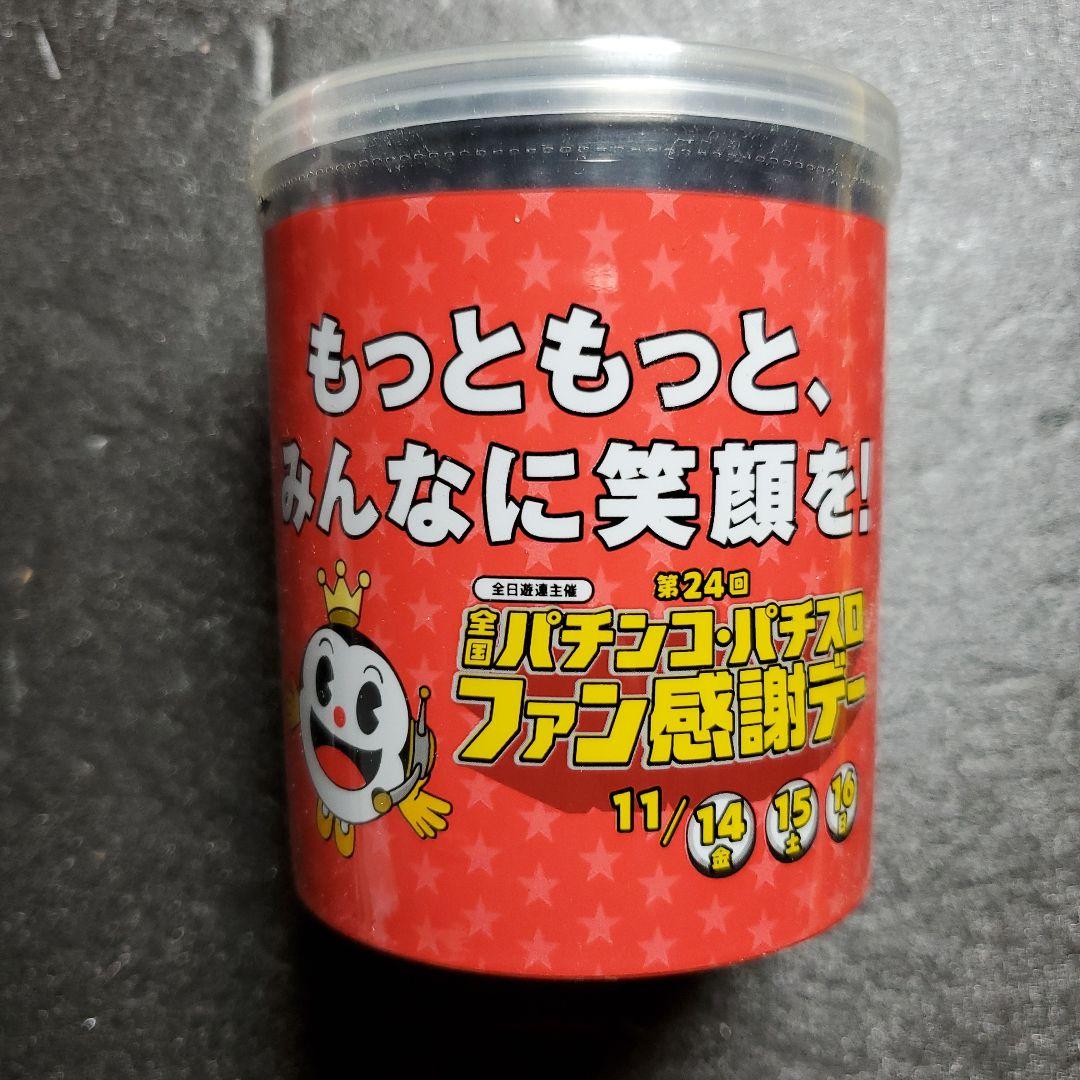 もっともっと、
みんなに笑顔を!
全日遊連主催 第24回
全国パチンコ・パチスロ
ファン感謝デー
11/14金 15土 16日